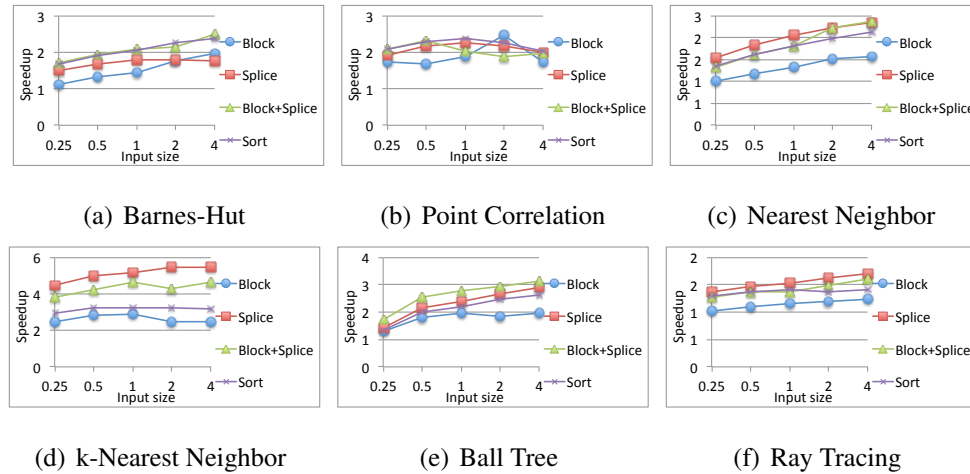 3
2
1
0
Speedup
0.25 0.5 1 2 4
Input size
Block
Splice
Block+Splice
Sort
(a) Barnes-Hut
3
2
1
0
Speedup
0.25 0.5 1 2 4
Input size
Block
Splice
Block+Splice
Sort
(b) Point Correlation
3
2
2
1
1
0
Speedup
0.25 0.5 1 2 4
Input size
Block
Splice
Block+Splice
Sort
(c) Nearest Neighbor
6
4
2
0
Speedup
0.25 0.5 1 2 4
Input size
Block
Splice
Block+Splice
Sort
(d) k-Nearest Neighbor
4
3
2
1
0
Speedup
0.25 0.5 1 2 4
Input size
Block
Splice
Block+Splice
Sort
(e) Ball Tree
2
2
1
1
0
Speedup
0.25 0.5 1 2 4
Input size
Block
Splice
Block+Splice
Sort
(f) Ray Tracing